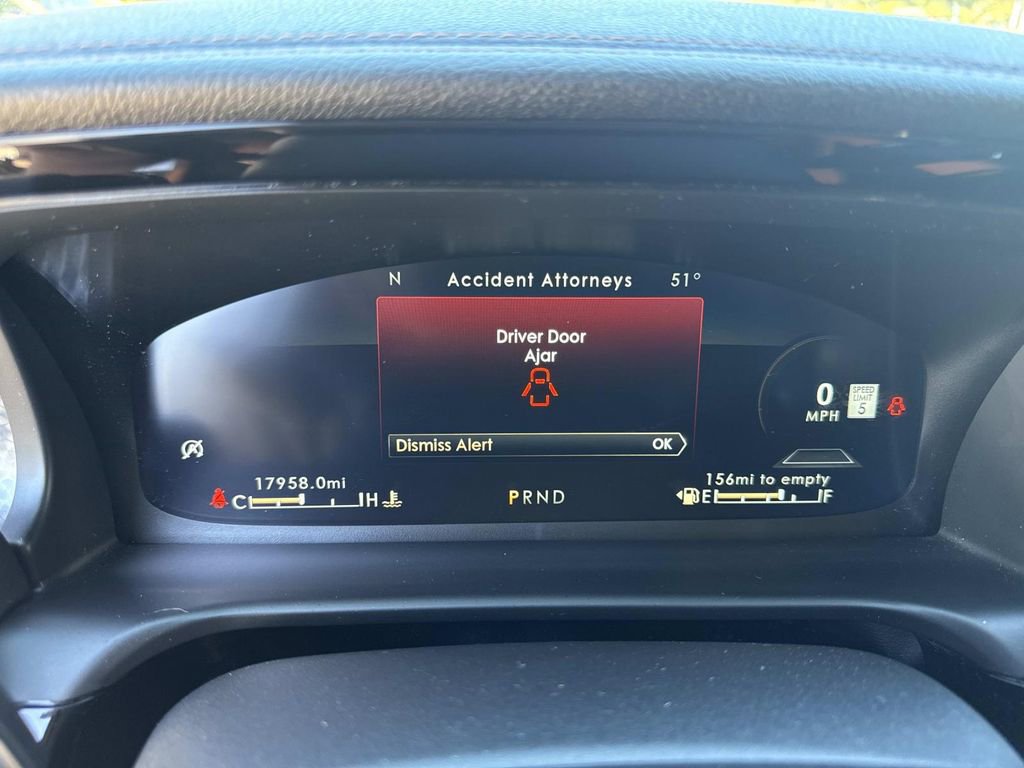 N Accident Attorneys 51°
Driver Door
Ajar
Dismiss Alert OK
0
MPH
SPEED
LIMIT
5
17958.0mi
C H
PRND
156mi to empty
E F